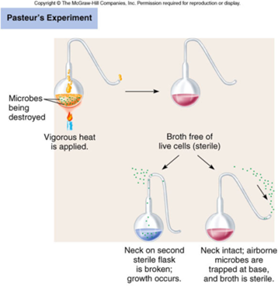 Copyright © The McGraw-Hill Companies, Inc. Permission required for reproduction or display.
Pasteur's Experiment
Microbes
being
destroyed
Vigorous heat
is applied.
Broth free of
live cells (sterile)
Neck on second
sterile flask
is broken;
growth occurs.
Neck intact; airborne
microbes are
trapped at base,
and broth is sterile.